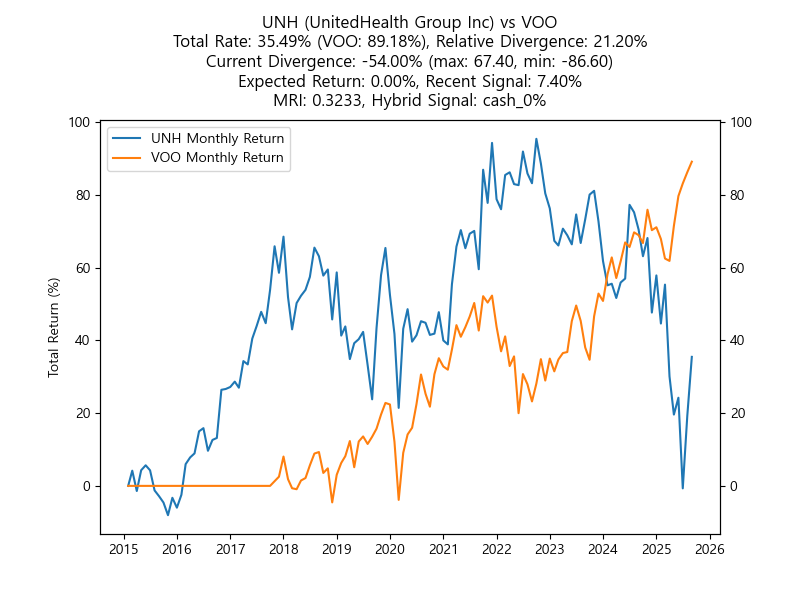 UNH (UnitedHealth Group Inc) vs VOO
Total Rate: 35.49% (VOO: 89.18%), Relative Divergence: 21.20%
Current Divergence: -54.00% (max: 67.40, min: -86.60)
Expected Return: 0.00%, Recent Signal: 7.40%
MRI: 0.3233, Hybrid Signal: cash_0%
UNH Monthly Return
VOO Monthly Return
Total Return (%)
100
80
60
40
20
0
100
80
60
40
20
0
2015 2016 2017 2018 2019 2020 2021 2022 2023 2024 2025 2026